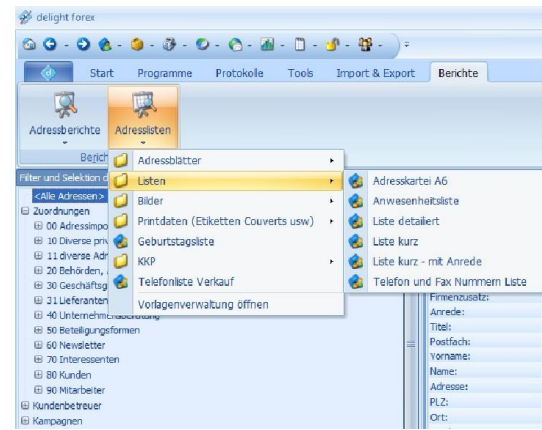 delight forex
Start Programme Protokolle Tools Import & Export Berichte
Adressberichte Adresslisten
Adressblätter
Listen
Bilder
Printdaten (Etiketten Couverts usw)
Geburtstagsliste
KKP
Telefonliste Verkauf
Vorlagenverwaltung öffnen
Adresskartei A6
Anwesenheitsliste
Liste detailert
Liste kurz
Liste kurz - mit Anrede
Telefon und Fax Nummern Liste
Filter und Selektion
<Alle Adressen>
Zuordnungen
00 Adressimpo
10 Diverse priv
11 diverse Adr
20 Behörden,
30 Geschäftsg
31 Lieferanten
40 Unternehmensberatung
50 Beteiligungsformen
60 Newsletter
70 Interessenten
80 Kunden
90 Mitarbeiter
Kundenbetreuer
Kampagnen
Firmenzusatz:
Anrede:
Titel:
Postfach:
Vorname:
Name:
Adresse:
PLZ:
Ort: